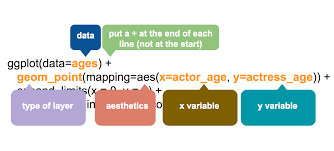 data
put a + at the end of each
line (not at the start)
ggplot(data=ages) +
geom_point(mapping=aes(x=actor_age, y=actress_age)) +
type of layer
aesthetics
x variable
y variable